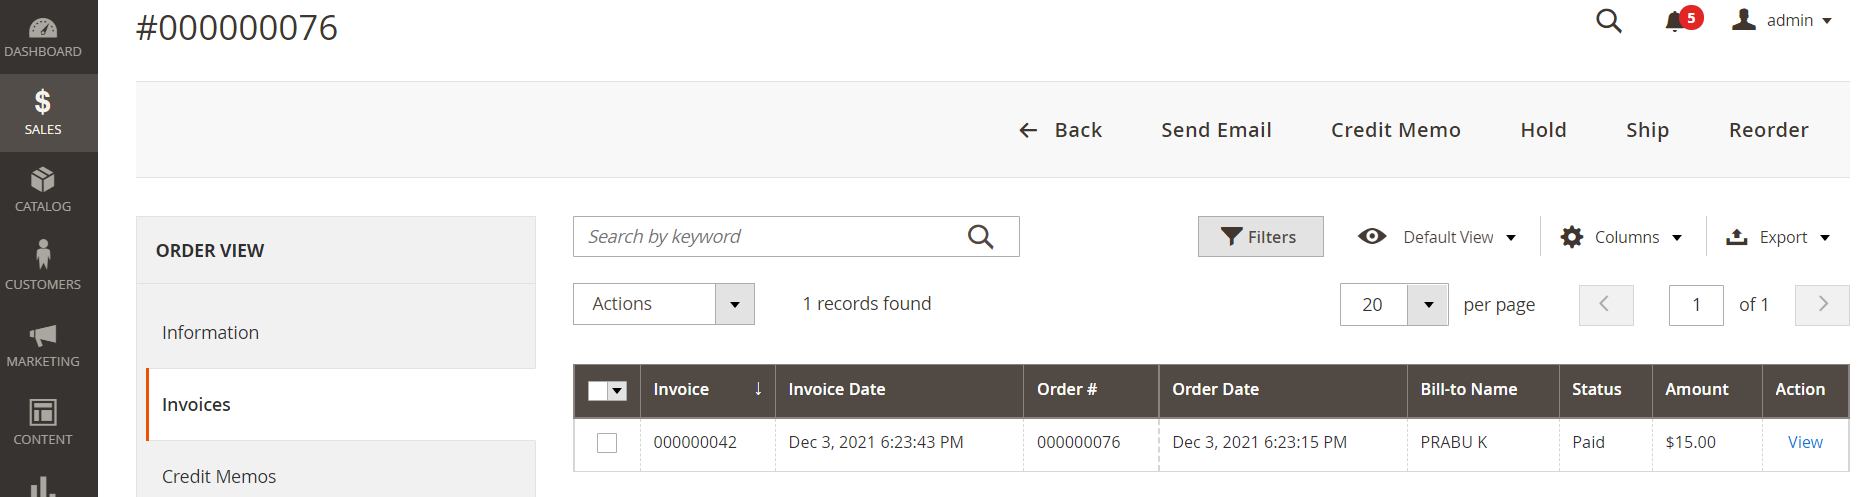 #000000076
5
admin
DASHBOARD
SALES
CATALOG
CUSTOMERS
MARKETING
CONTENT
Back Send Email Credit Memo Hold Ship Reorder
ORDER VIEW
Information
Invoices
Credit Memos
Search by keyword
Filters Default View Columns Export
Actions 1 records found 20 per page 1 of 1
Invoice Invoice Date Order # Order Date Bill-to Name Status Amount Action
000000042 Dec 3, 2021 6:23:43 PM 000000076 Dec 3, 2021 6:23:15 PM PRABU K Paid $15.00 View